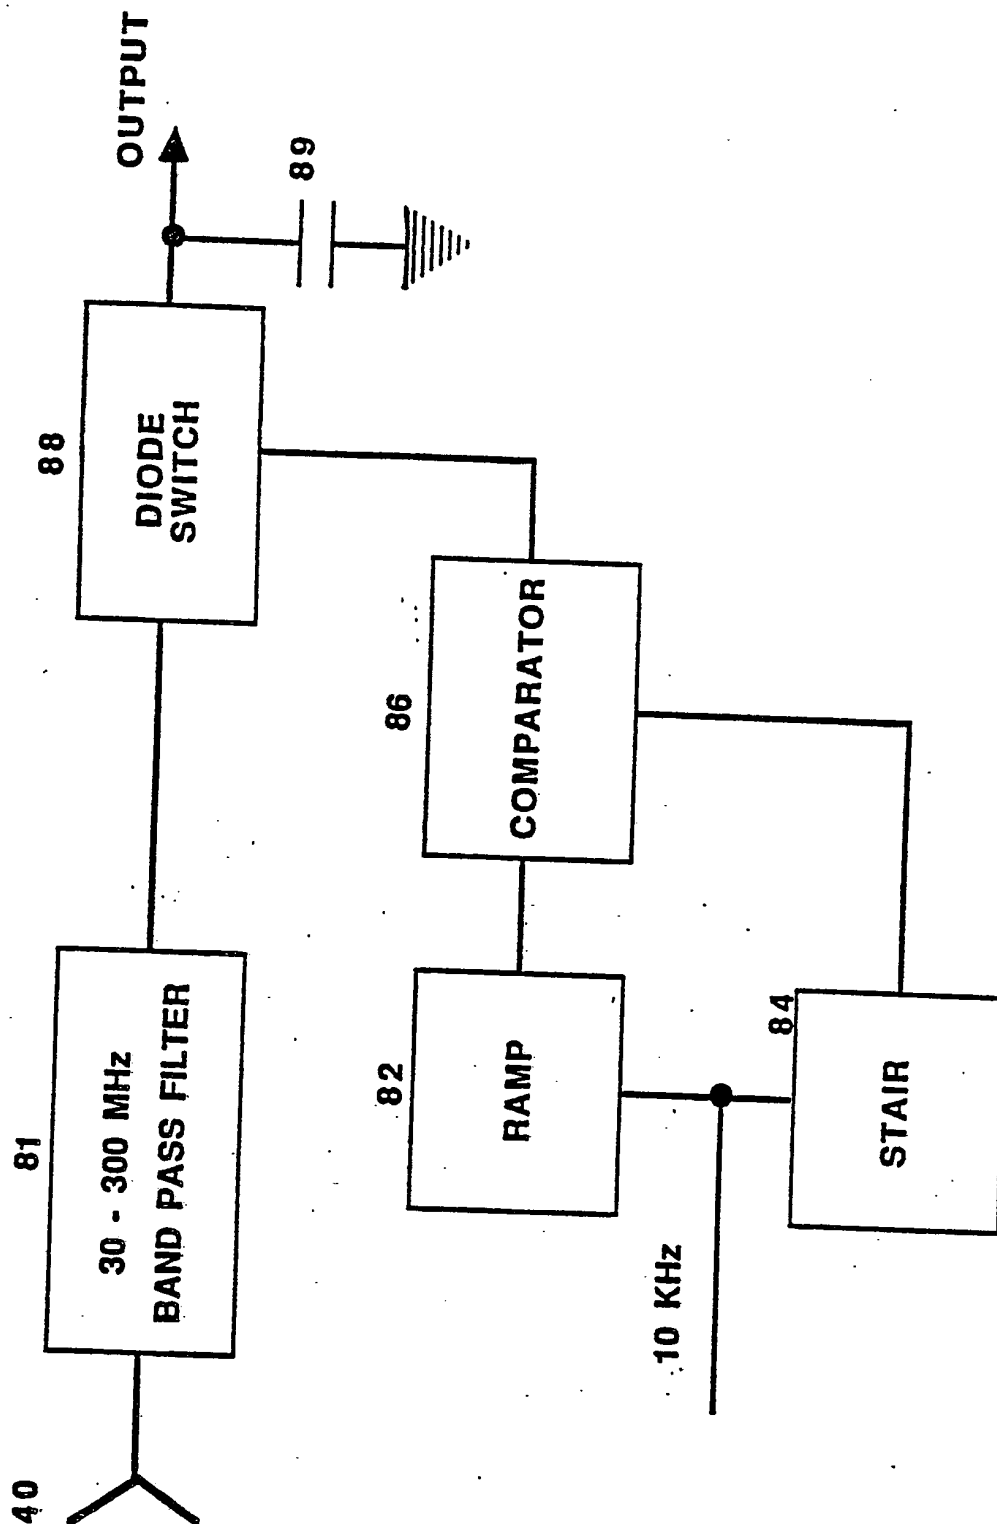 40
81
30 - 300 MHz
BAND PASS FILTER
88
DIODE
SWITCH
OUTPUT
89
86
COMPARATOR
82
RAMP
10 KHz
84
STAIR